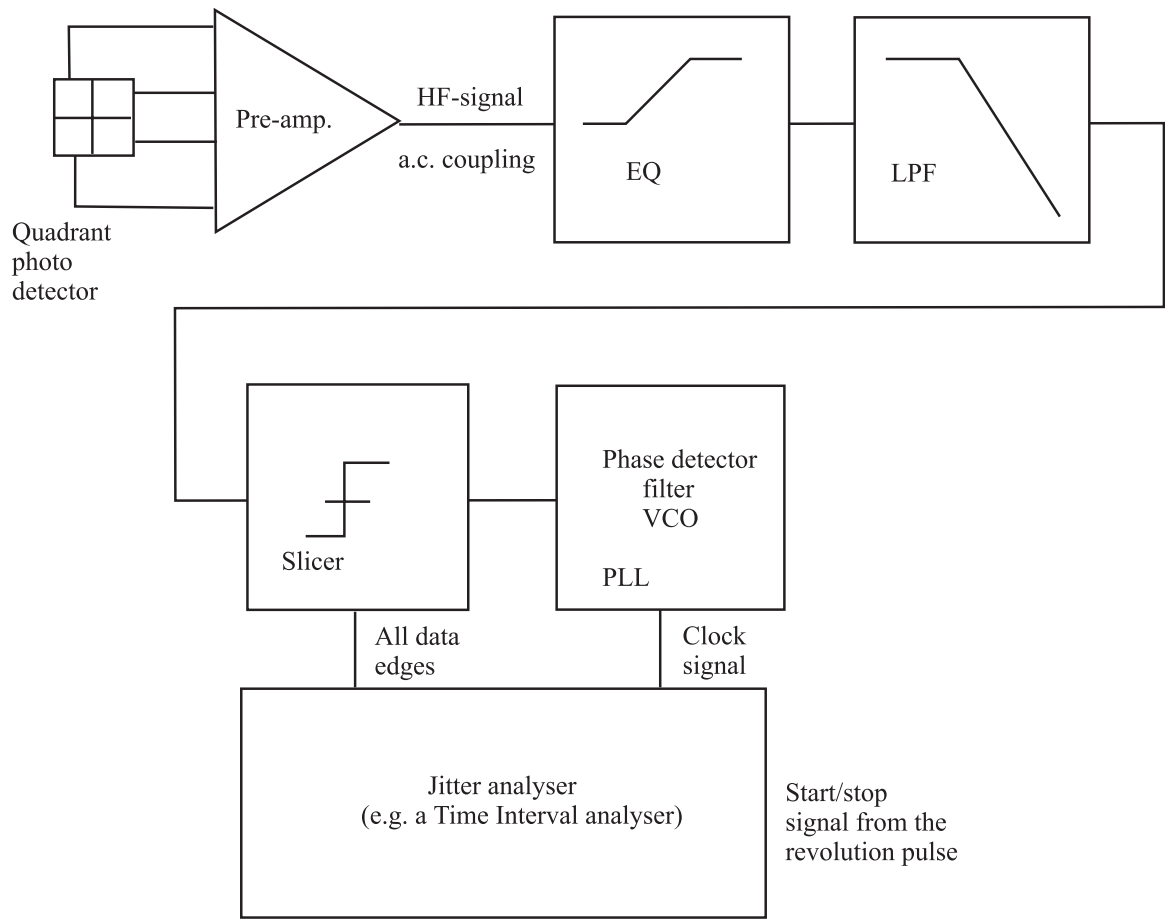 Pre-amp.
HF-signal
a.c. coupling
EQ
LPF
Quadrant
photo
detector
Slicer
Phase detector
filter
VCO
PLL
All data
edges
Clock
signal
Jitter analyser
(e.g. a Time Interval analyser)
Start/stop
signal from the
revolution pulse